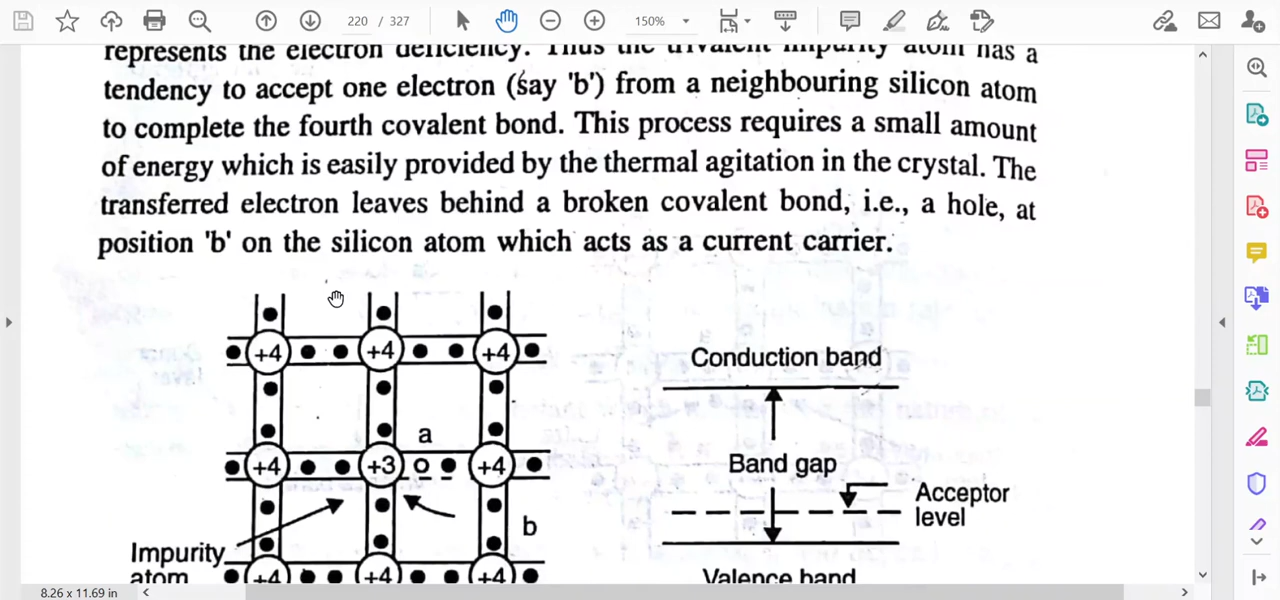 220 / 327
150%
represents the electron deficiency. Thus the trivalent impurity atom has a
tendency to accept one electron (say 'b') from a neighbouring silicon atom
to complete the fourth covalent bond. This process requires a small amount
of energy which is easily provided by the thermal agitation in the crystal. The
transferred electron leaves behind a broken covalent bond, i.e., a hole, at
position 'b' on the silicon atom which acts as a current carrier.
+4 +4 +4
a
+4 +3 +4
b
Impurity
atom
+4 +4 +4
Conduction band
Band gap
Acceptor
level
Valence band
8.26 x 11.69 in